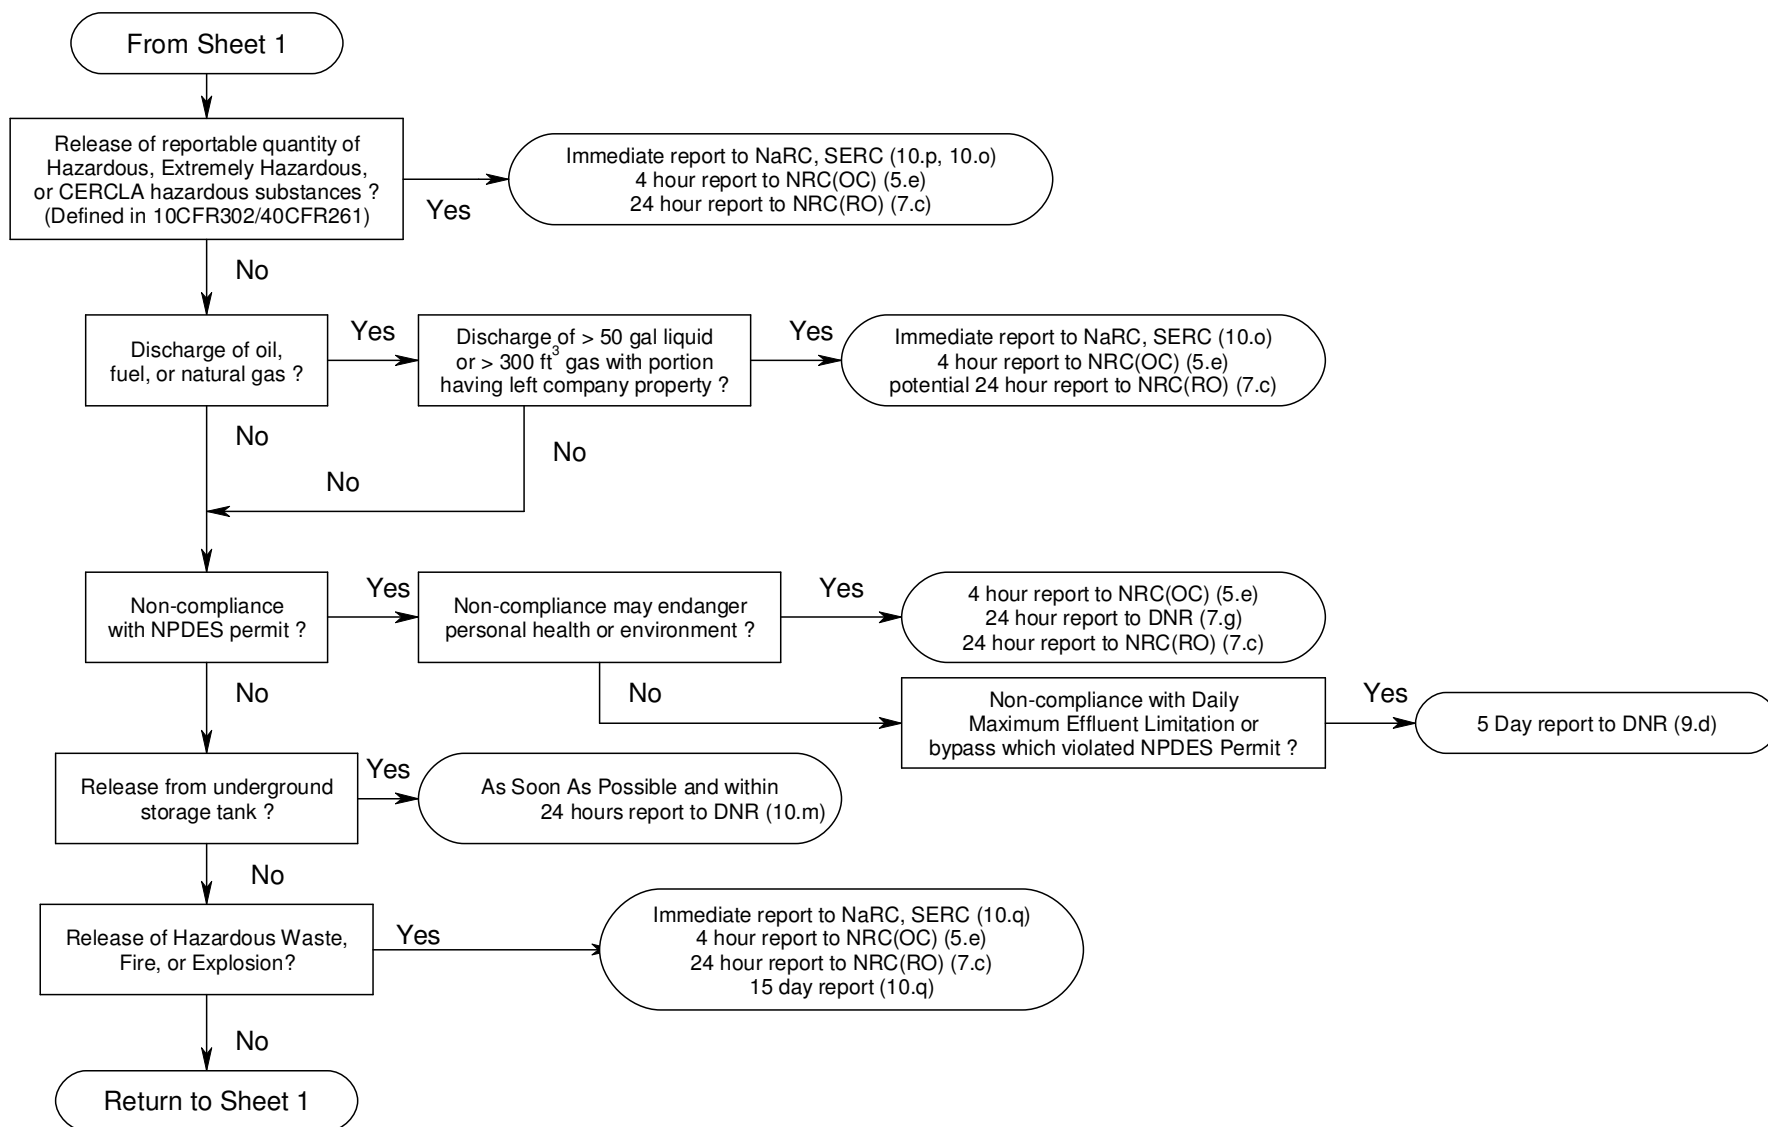 From Sheet 1
Release of reportable quantity of
Hazardous, Extremely Hazardous,
or CERCLA hazardous substances ?
(Defined in 10CFR302/40CFR261)
Yes
Immediate report to NaRC, SERC (10.p, 10.o)
4 hour report to NRC(OC) (5.e)
24 hour report to NRC(RO) (7.c)
No
Discharge of oil,
fuel, or natural gas ?
Yes
Discharge of > 50 gal liquid
or > 300 ft³ gas with portion
having left company property ?
Yes
Immediate report to NaRC, SERC (10.o)
4 hour report to NRC(OC) (5.e)
potential 24 hour report to NRC(RO) (7.c)
No
No
No
Non-compliance
with NPDES permit ?
Yes
Non-compliance may endanger
personal health or environment ?
Yes
4 hour report to NRC(OC) (5.e)
24 hour report to DNR (7.g)
24 hour report to NRC(RO) (7.c)
No
No
Non-compliance with Daily
Maximum Effluent Limitation or
bypass which violated NPDES Permit ?
Yes
5 Day report to DNR (9.d)
Release from underground
storage tank ?
Yes
As Soon As Possible and within
24 hours report to DNR (10.m)
No
Release of Hazardous Waste,
Fire, or Explosion?
Yes
Immediate report to NaRC, SERC (10.q)
4 hour report to NRC(OC) (5.e)
24 hour report to NRC(RO) (7.c)
15 day report (10.q)
No
Return to Sheet 1